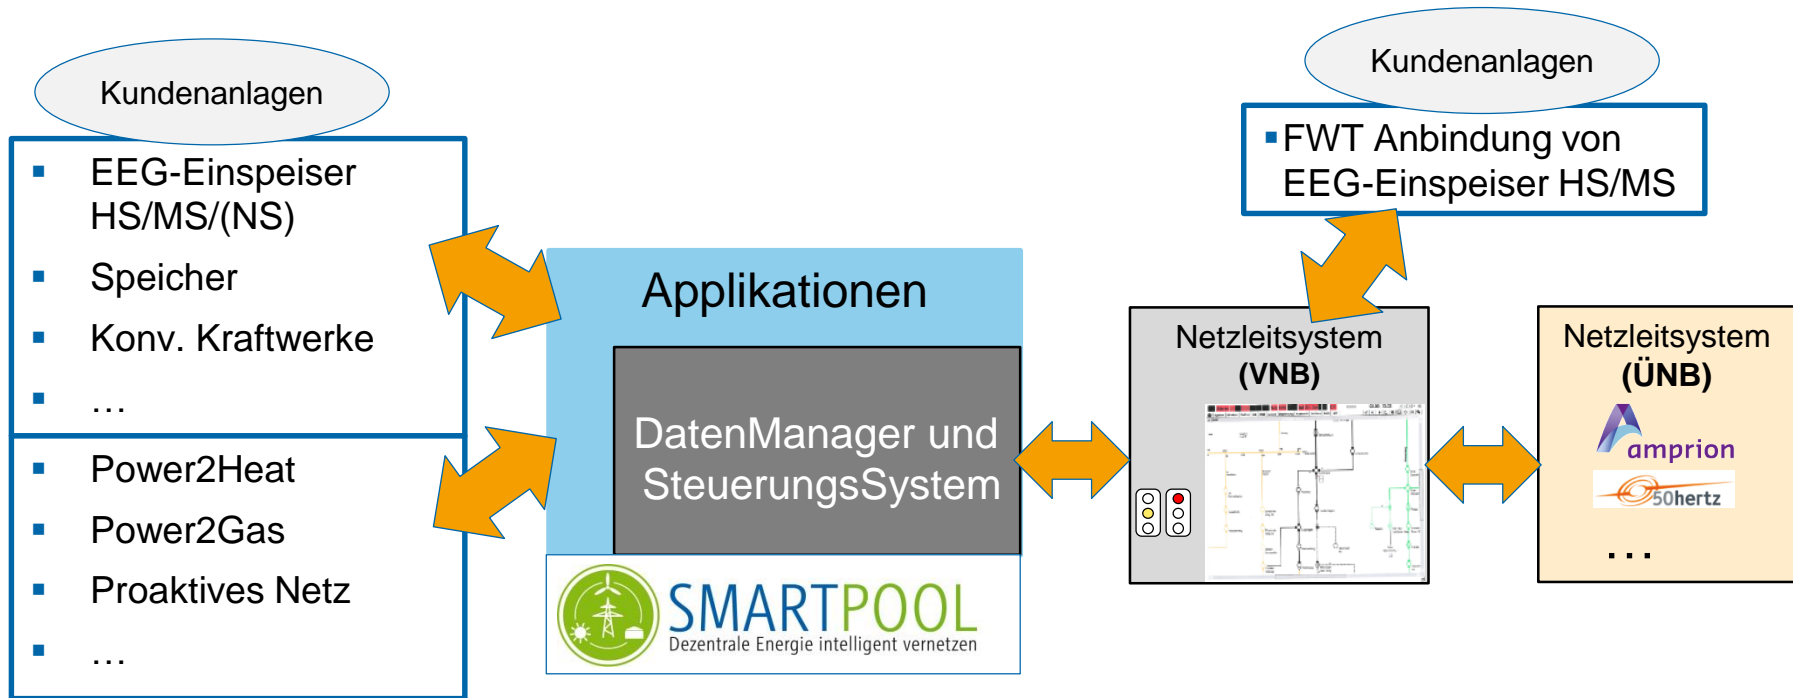 Kundenanlagen
▪ EEG-Einspeiser
HS/MS/(NS)
▪ Speicher
▪ Konv. Kraftwerke
▪ …
▪ Power2Heat
▪ Power2Gas
▪ Proaktives Netz
▪ …
Applikationen
DatenManager und
SteuerungsSystem
SMARTPOOL
Dezentrale Energie intelligent vernetzen
Kundenanlagen
▪ FWT Anbindung von
EEG-Einspeiser HS/MS
Netzleitsystem
(VNB)
Netzleitsystem
(ÜNB)
amprion
50hertz
…